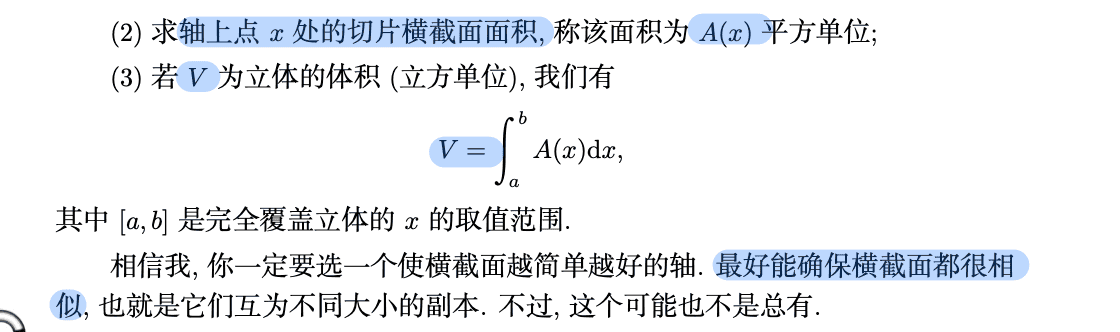 (2) 求轴上点 x 处的切片横截面面积, 称该面积为 A(x) 平方单位;
(3) 若 V 为立体的体积 (立方单位), 我们有
V = ∫_a^b A(x)dx,
其中 [a, b] 是完全覆盖立体的 x 的取值范围.
相信我, 你一定要选一个使横截面越简单越好的轴. 最好能确保横截面都很相
似, 也就是它们互为不同大小的副本. 不过, 这个可能也不是总有.